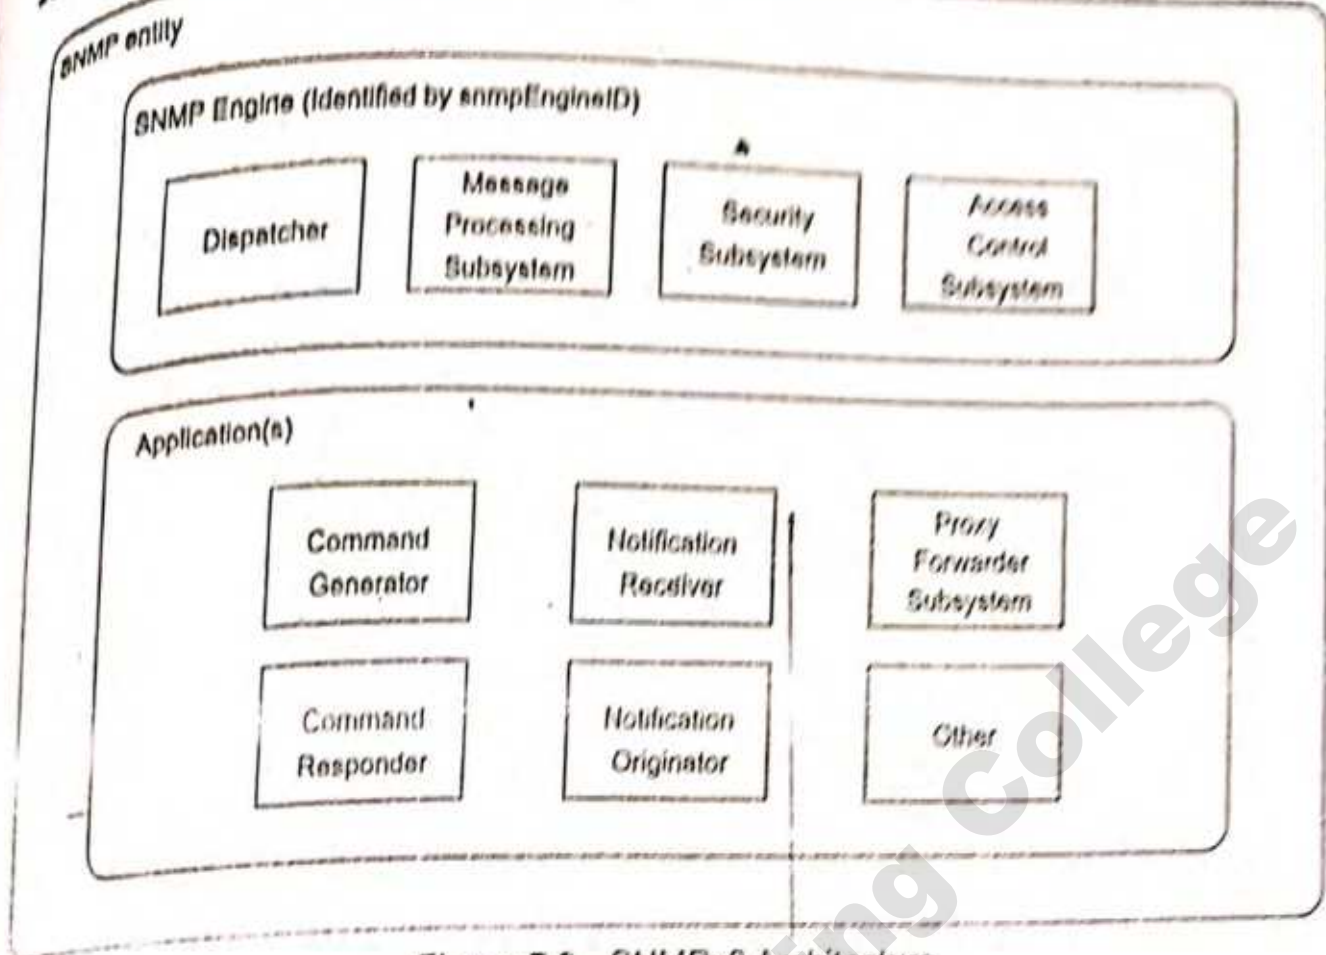 SNMP entity
SNMP Engine (Identified by snmpEngineID)
Dispatcher
Message
Processing
Subsystem
Security
Subsystem
Access
Control
Subsystem
Application(s)
Command
Generator
Notification
Receiver
Proxy
Forwarder
Subsystem
Command
Responder
Notification
Originator
Other
College